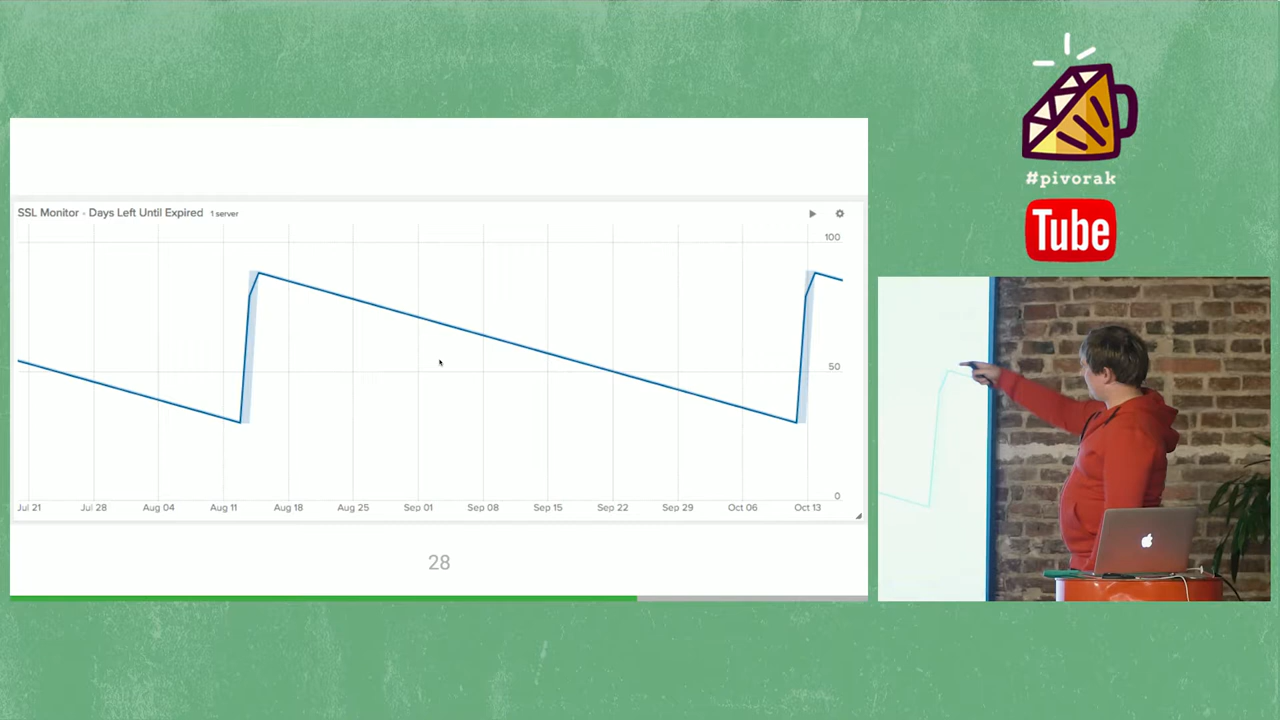 #pivorak
Tube
SSL Monitor - Days Left Until Expired 1 server
100
50
0
Jul 21 Jul 28 Aug 04 Aug 11 Aug 18 Aug 25 Sep 01 Sep 08 Sep 15 Sep 22 Sep 29 Oct 06 Oct 13
28